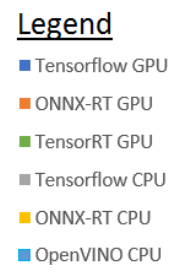 Legend
Tensorflow GPU
ONNX-RT GPU
TensorRT GPU
Tensorflow CPU
ONNX-RT CPU
OpenVINO CPU